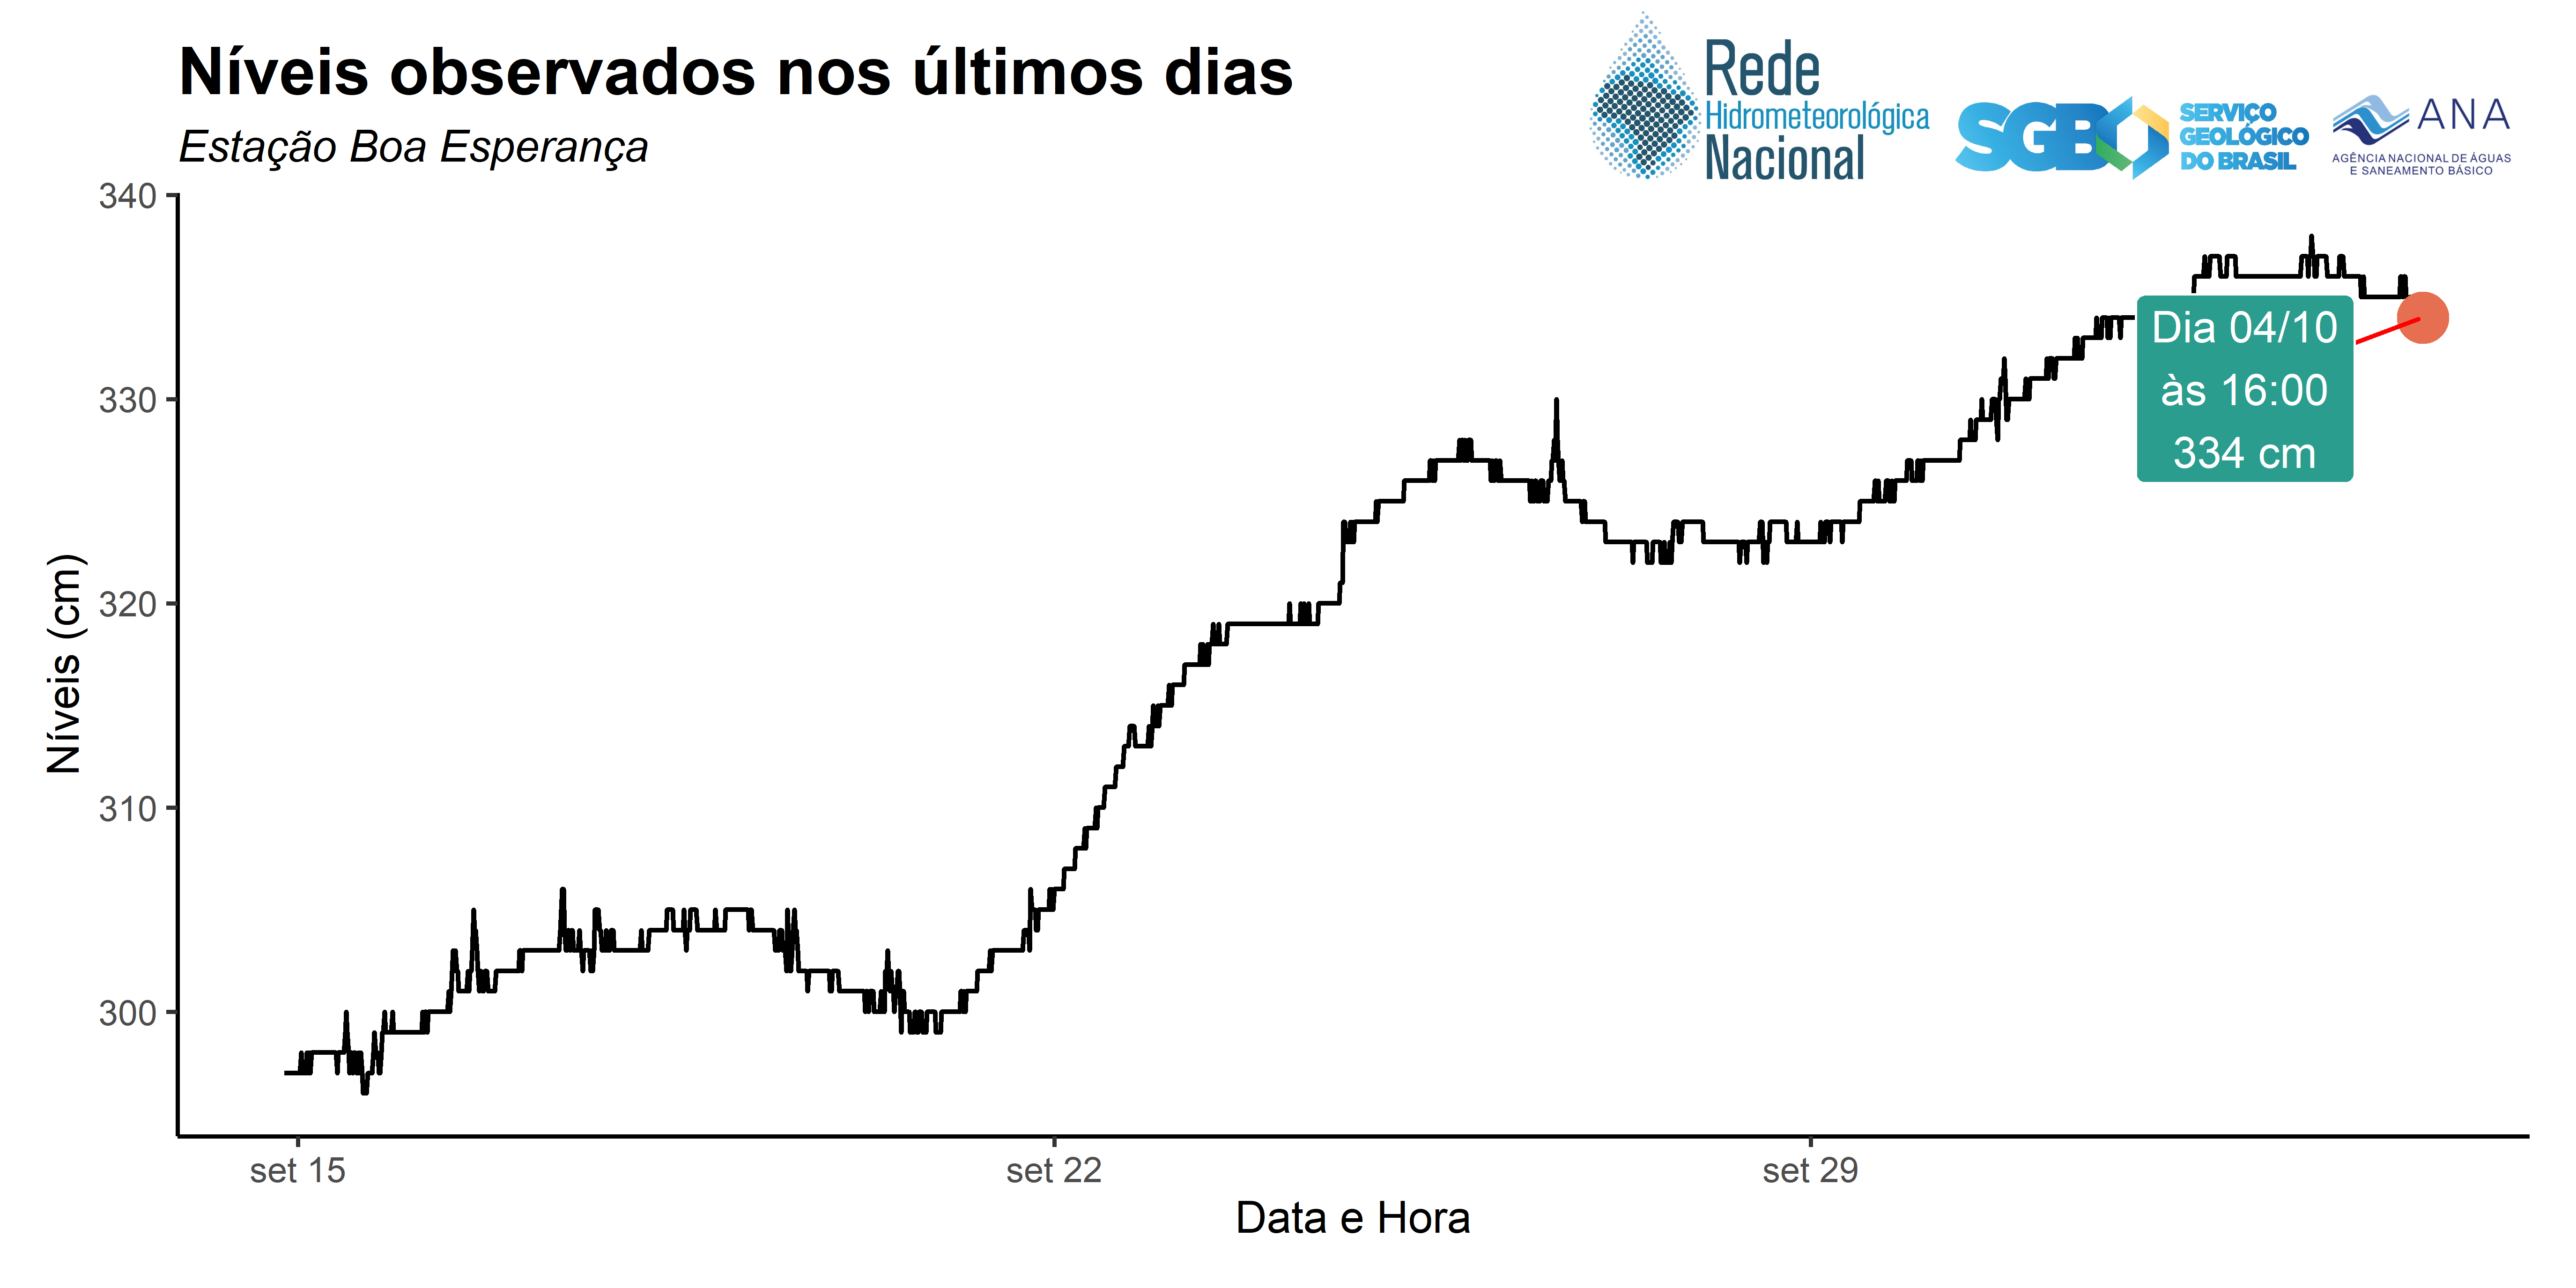 Níveis observados nos últimos dias
Estação Boa Esperança
Rede
Hidrometeorológica
Nacional
SGB
SERVIÇO
GEOLÓGICO
DO BRASIL
ANA
AGÊNCIA NACIONAL DE ÁGUAS
E SANEAMENTO BÁSICO
340
330
320
310
300
Níveis (cm)
Dia 04/10
às 16:00
334 cm
set 15
set 22
set 29
Data e Hora